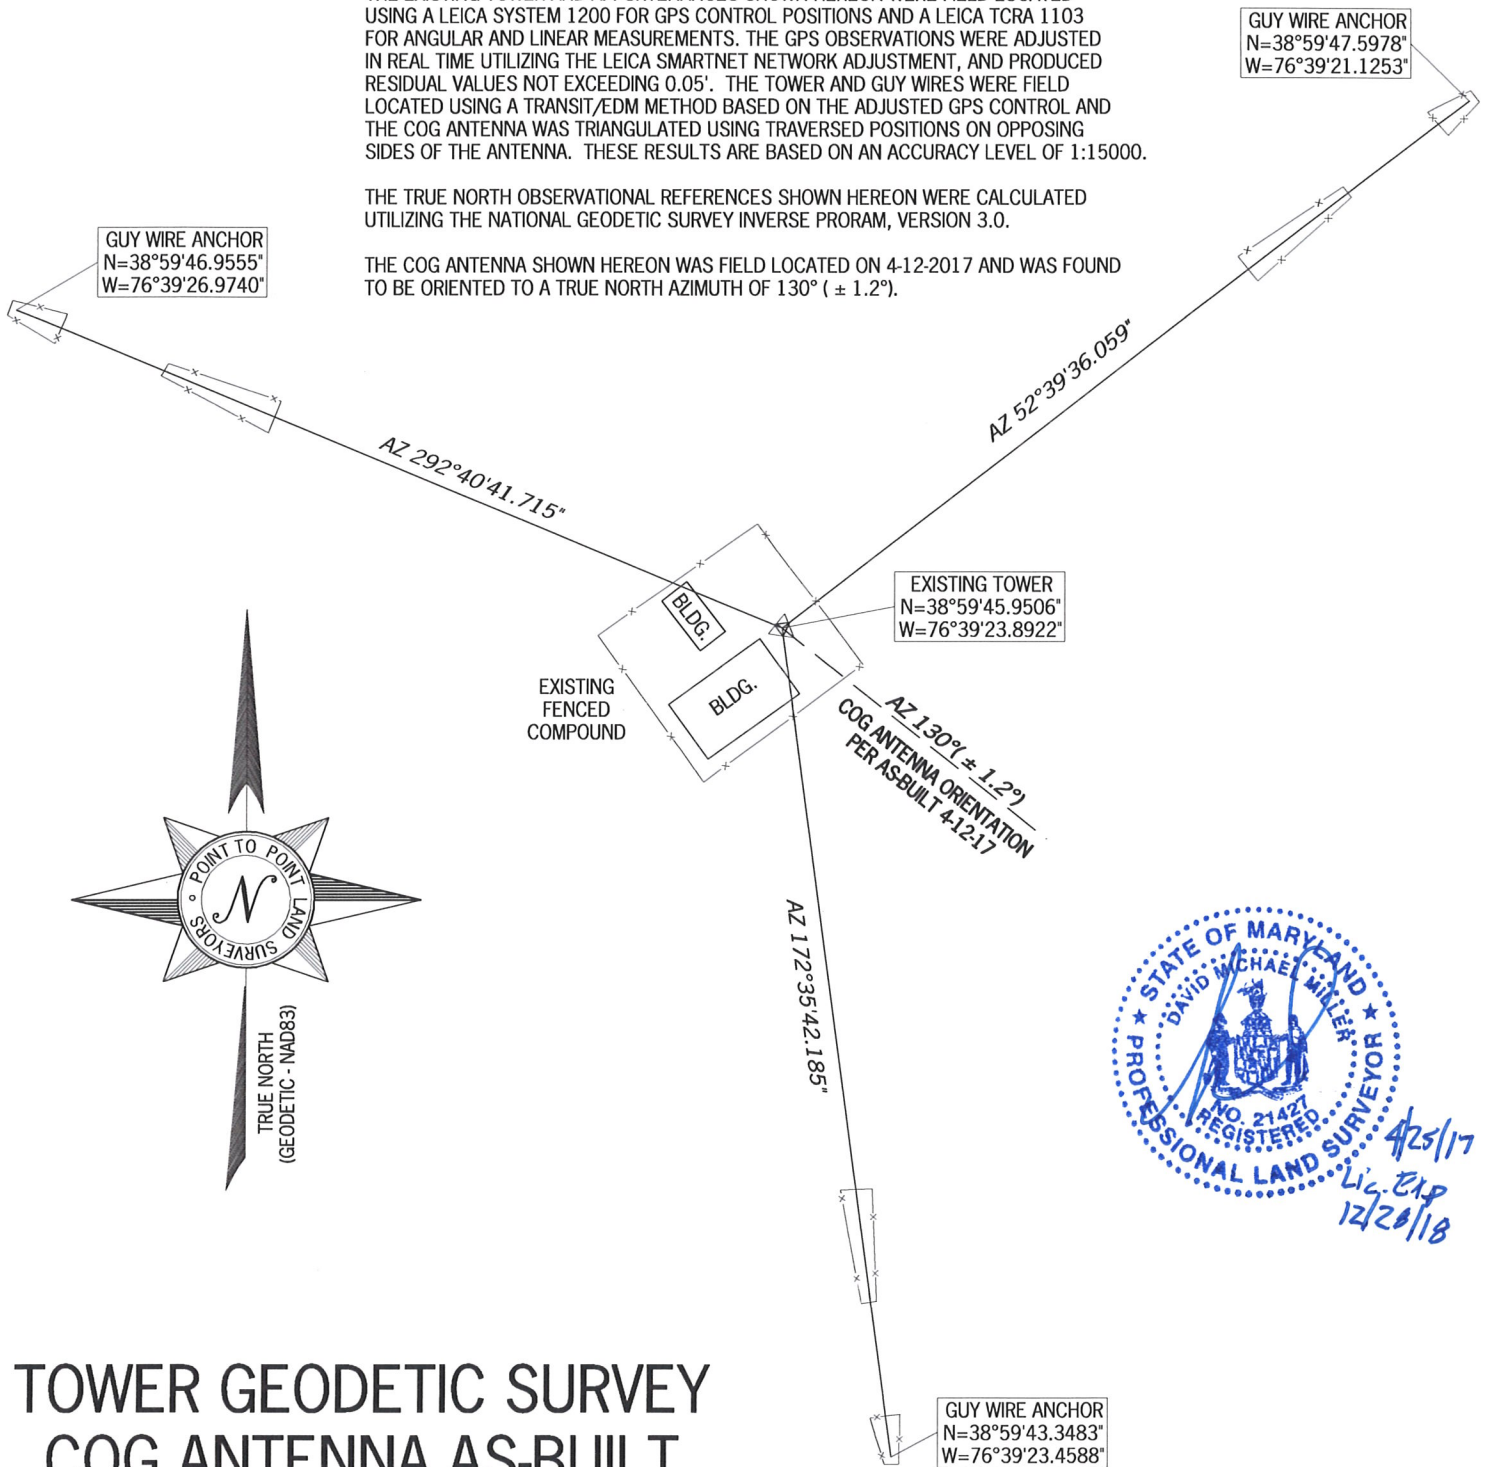 USING A LEICA SYSTEM 1200 FOR GPS CONTROL POSITIONS AND A LEICA TCRA 1103
FOR ANGULAR AND LINEAR MEASUREMENTS. THE GPS OBSERVATIONS WERE ADJUSTED
IN REAL TIME UTILIZING THE LEICA SMARTNET NETWORK ADJUSTMENT, AND PRODUCED
RESIDUAL VALUES NOT EXCEEDING 0.05'. THE TOWER AND GUY WIRES WERE FIELD
LOCATED USING A TRANSIT/EDM METHOD BASED ON THE ADJUSTED GPS CONTROL AND
THE COG ANTENNA WAS TRIANGULATED USING TRAVERSED POSITIONS ON OPPOSING
SIDES OF THE ANTENNA. THESE RESULTS ARE BASED ON AN ACCURACY LEVEL OF 1:15000.
THE TRUE NORTH OBSERVATIONAL REFERENCES SHOWN HEREON WERE CALCULATED
UTILIZING THE NATIONAL GEODETIC SURVEY INVERSE PRORAM, VERSION 3.0.
THE COG ANTENNA SHOWN HEREON WAS FIELD LOCATED ON 4-12-2017 AND WAS FOUND
TO BE ORIENTED TO A TRUE NORTH AZIMUTH OF 130° ( ± 1.2°).
GUY WIRE ANCHOR
N=38°59'47.5978"
W=76°39'21.1253"
GUY WIRE ANCHOR
N=38°59'46.9555"
W=76°39'26.9740"
AZ 52°39'36.059"
AZ 292°40'41.715"
EXISTING TOWER
N=38°59'45.9506"
W=76°39'23.8922"
BLDG.
BLDG.
EXISTING
FENCED
COMPOUND
AZ 130°( ± 1.2°)
COG ANTENNA ORIENTATION
PER AS-BUILT 4-12-17
AZ 172°35'42.185"
POINT TO POINT LAND SURVEYORS
N
TRUE NORTH
(GEODETIC - NAD83)
STATE OF MARYLAND
DAVID MICHAEL MILLER
NO. 21427
REGISTERED
PROFESSIONAL LAND SURVEYOR
4/25/17
Lic. Exp
12/28/18
GUY WIRE ANCHOR
N=38°59'43.3483"
W=76°39'23.4588"
TOWER GEODETIC SURVEY
COG ANTENNA AS-BUILT